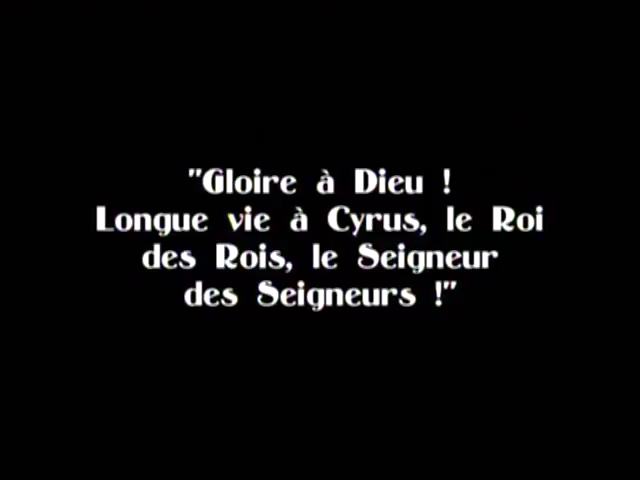 "Gloire à Dieu !
Longue vie à Cyrus, le Roi
des Rois, le Seigneur
des Seigneurs !"